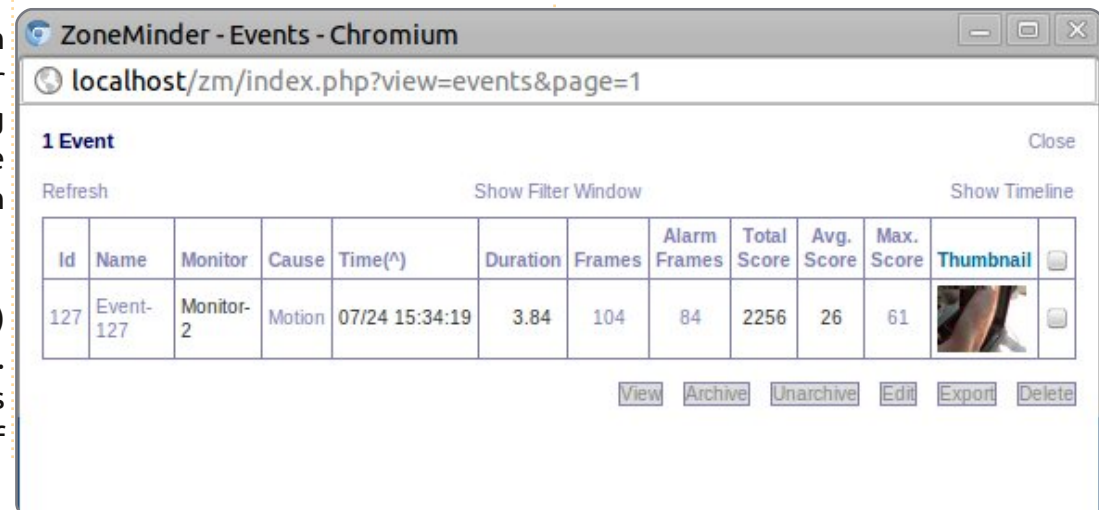 ZoneMinder - Events - Chromium
localhost/zm/index.php?view=events&page=1
1 Event Close
Refresh Show Filter Window Show Timeline
Id Name Monitor Cause Time(^) Duration Frames Alarm Frames Total Score Avg. Score Max. Score Thumbnail
127 Event-127 Monitor-2 Motion 07/24 15:34:19 3.84 104 84 2256 26 61
View Archive Unarchive Edit Export Delete